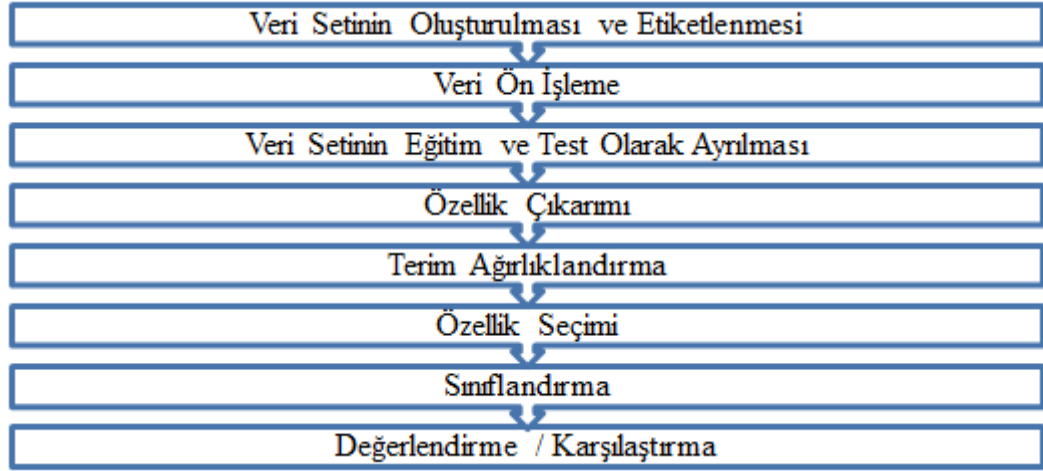 Veri Setinin Oluşturulması ve Etiketlenmesi
Veri Ön İşleme
Veri Setinin Eğitim ve Test Olarak Ayrılması
Özellik Çıkarımı
Terim Ağırlıklandırma
Özellik Seçimi
Sınıflandırma
Değerlendirme / Karşılaştırma